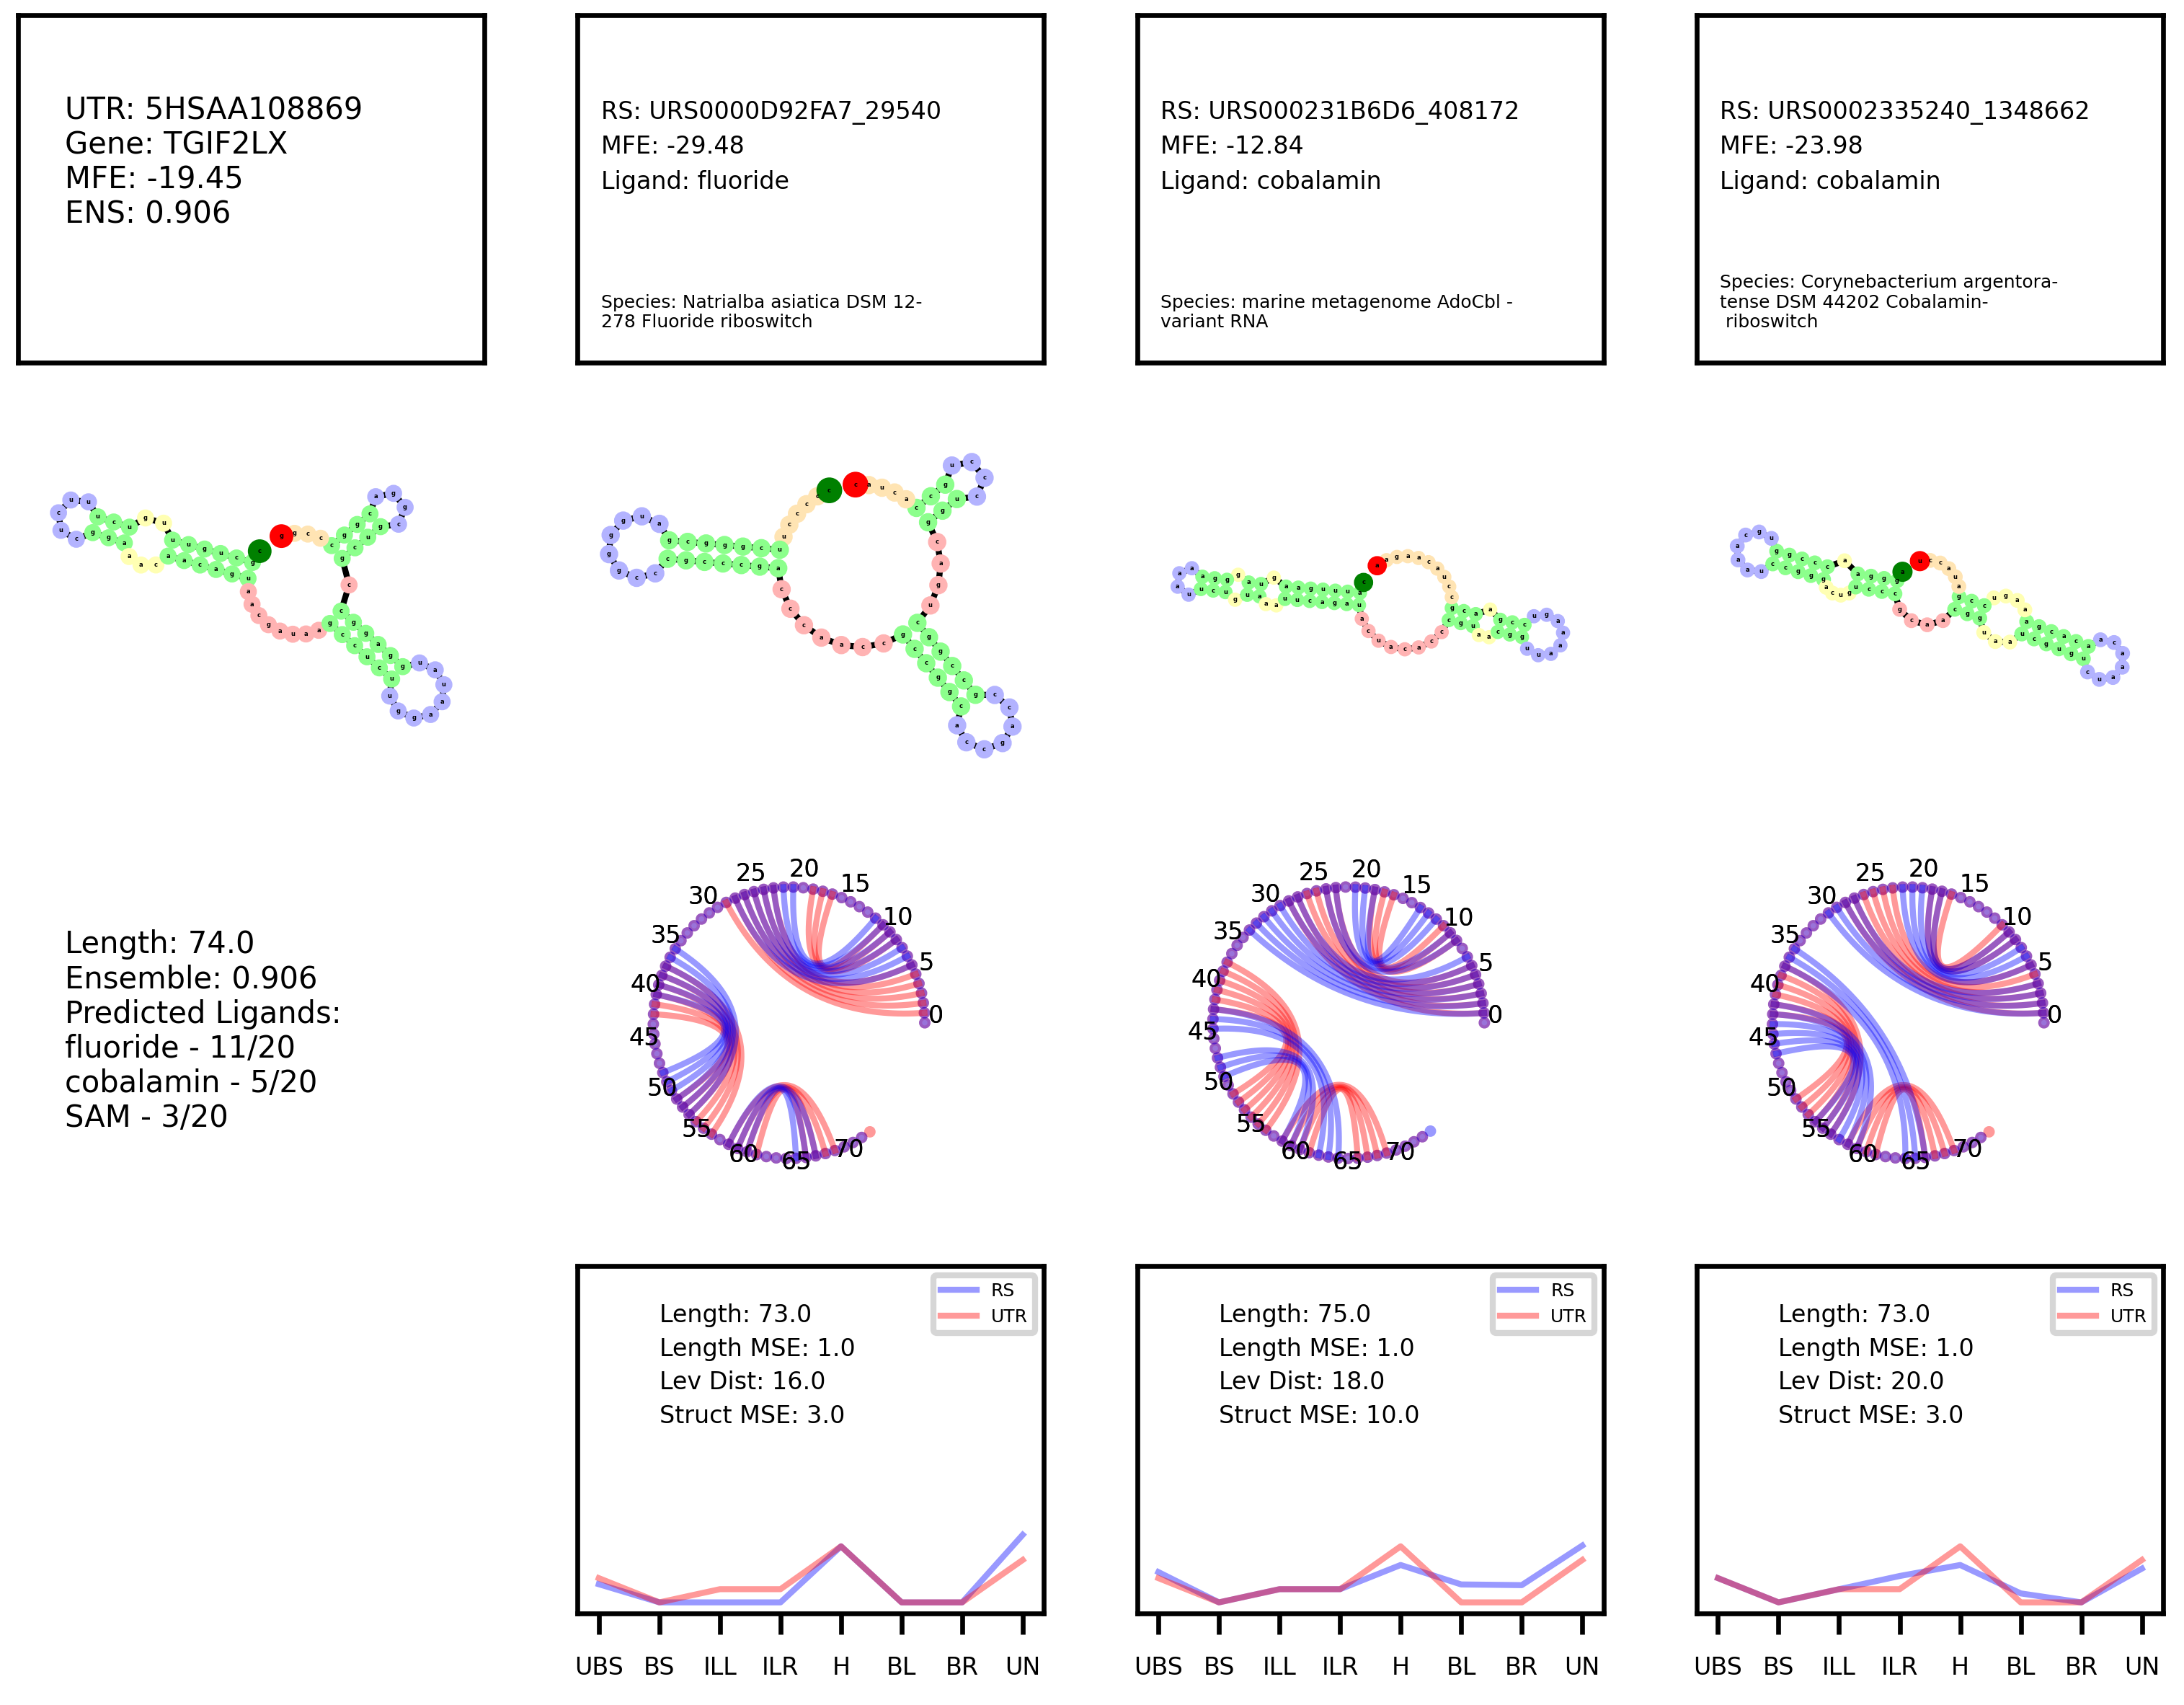 UTR: 5HSAA108869
Gene: TGIF2LX
MFE: -19.45
ENS: 0.906
RS: URS0000D92FA7_29540
MFE: -29.48
Ligand: fluoride
Species: Natrialba asiatica DSM 12-
278 Fluoride riboswitch
RS: URS000231B6D6_408172
MFE: -12.84
Ligand: cobalamin
Species: marine metagenome AdoCbl -
variant RNA
RS: URS0002335240_1348662
MFE: -23.98
Ligand: cobalamin
Species: Corynebacterium argentora-
tense DSM 44202 Cobalamin-
riboswitch
Length: 74.0
Ensemble: 0.906
Predicted Ligands:
fluoride - 11/20
cobalamin - 5/20
SAM - 3/20
0
5
10
15
20
25
30
35
40
45
50
55
60
65
70
0
5
10
15
20
25
30
35
40
45
50
55
60
65
70
0
5
10
15
20
25
30
35
40
45
50
55
60
65
70
RS
UTR
Length: 73.0
Length MSE: 1.0
Lev Dist: 16.0
Struct MSE: 3.0
UBS BS ILL ILR H BL BR UN
RS
UTR
Length: 75.0
Length MSE: 1.0
Lev Dist: 18.0
Struct MSE: 10.0
UBS BS ILL ILR H BL BR UN
RS
UTR
Length: 73.0
Length MSE: 1.0
Lev Dist: 20.0
Struct MSE: 3.0
UBS BS ILL ILR H BL BR UN